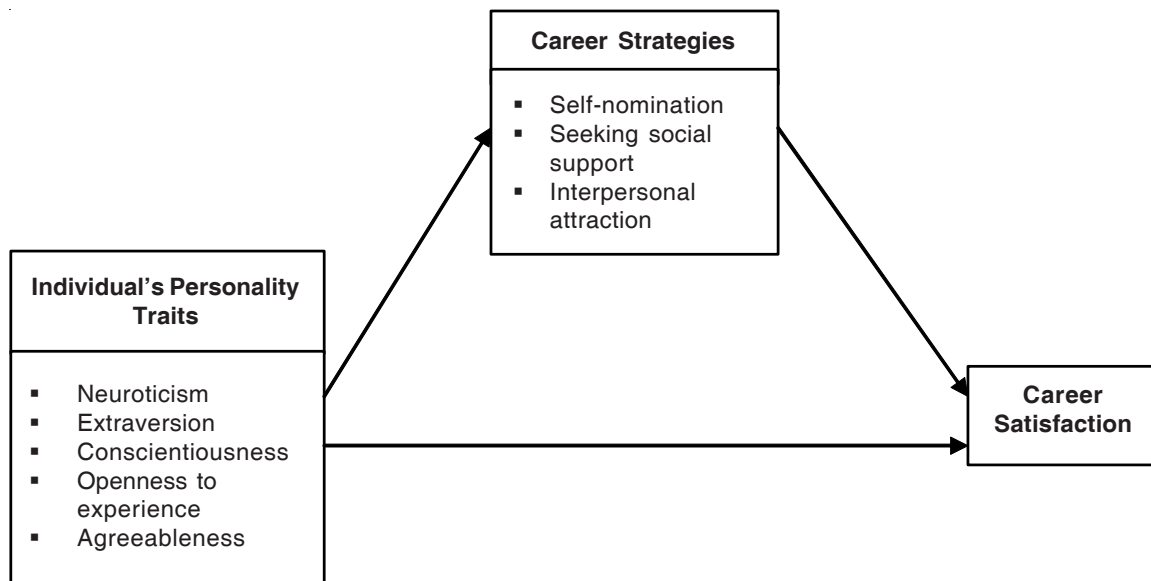 Career Strategies
▪ Self-nomination
▪ Seeking social
support
▪ Interpersonal
attraction
Individual’s Personality
Traits
▪ Neuroticism
▪ Extraversion
▪ Conscientiousness
▪ Openness to
experience
▪ Agreeableness
Career
Satisfaction